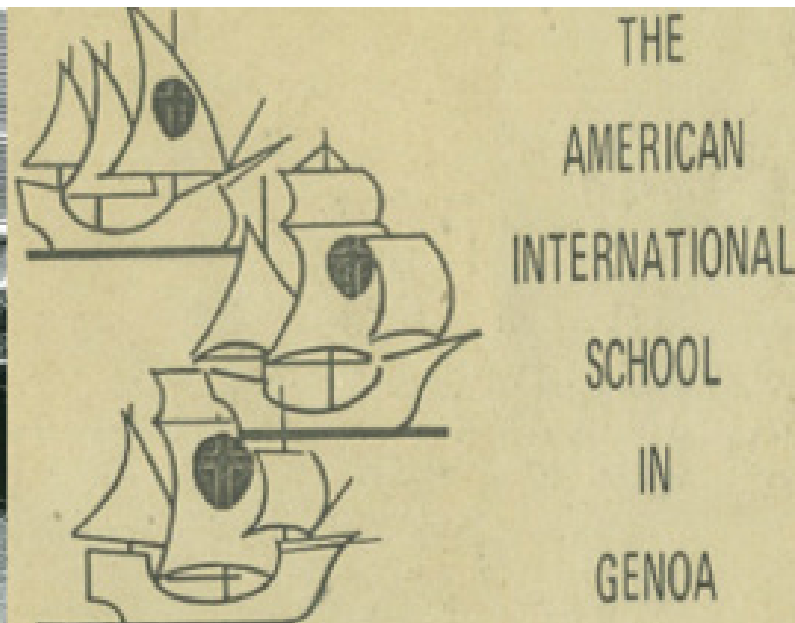 THE
AMERICAN
INTERNATIONAL
SCHOOL
IN
GENOA